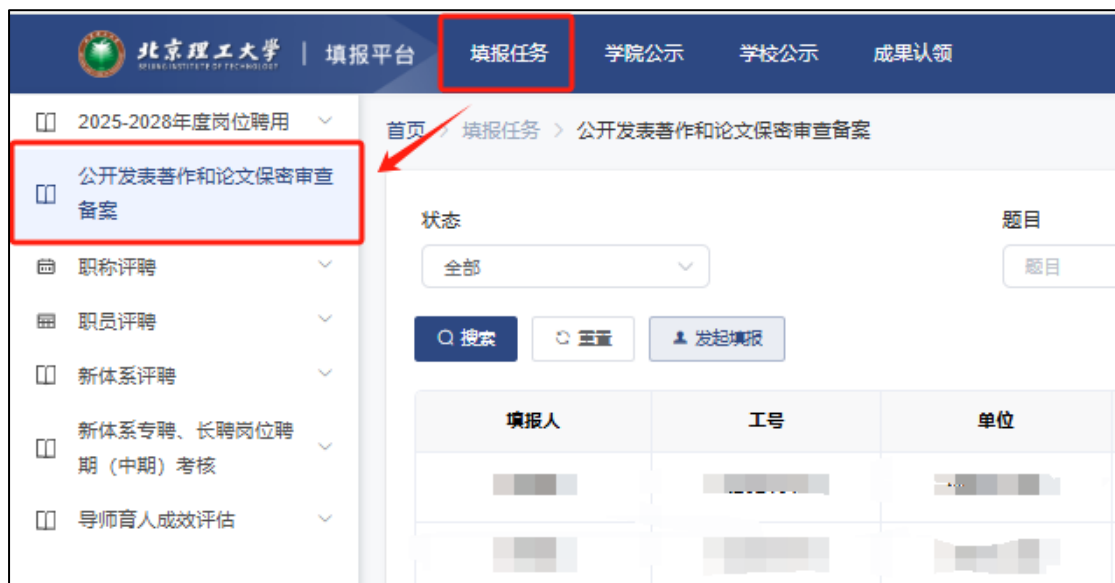 北京理工大学 | 填报平台 填报任务 学院公示 学校公示 成果认领
BEIJING INSTITUTE OF TECHNOLOGY
2025-2028年度岗位聘用
公开发表著作和论文保密审查
备案
职称评聘
职员评聘
新体系评聘
新体系专聘、长聘岗位聘
期（中期）考核
导师育人成效评估
首页 > 填报任务 > 公开发表著作和论文保密审查备案
状态 题目
全部 题目
搜索 重置 发起填报
填报人 工号 单位